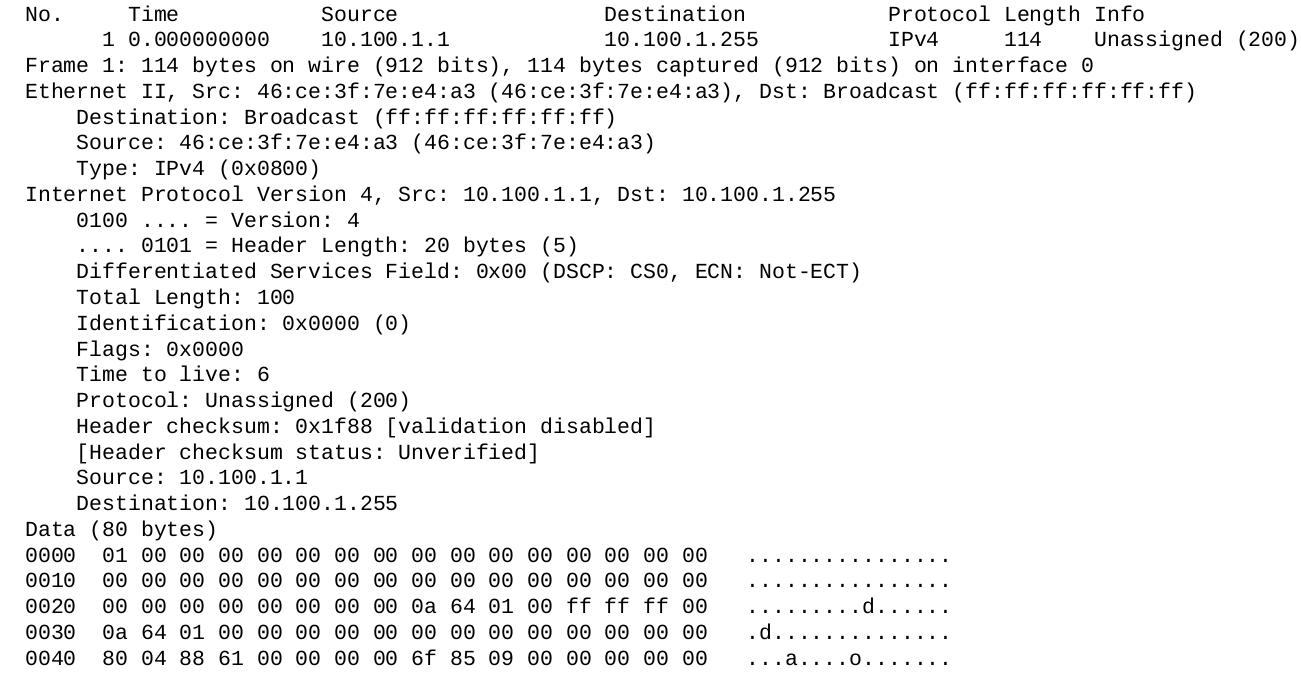 No.     Time           Source                Destination           Protocol Length Info
      1 0.000000000    10.100.1.1            10.100.1.255          IPv4     114    Unassigned (200)
Frame 1: 114 bytes on wire (912 bits), 114 bytes captured (912 bits) on interface 0
Ethernet II, Src: 46:ce:3f:7e:e4:a3 (46:ce:3f:7e:e4:a3), Dst: Broadcast (ff:ff:ff:ff:ff:ff)
    Destination: Broadcast (ff:ff:ff:ff:ff:ff)
    Source: 46:ce:3f:7e:e4:a3 (46:ce:3f:7e:e4:a3)
    Type: IPv4 (0x0800)
Internet Protocol Version 4, Src: 10.100.1.1, Dst: 10.100.1.255
    0100 .... = Version: 4
    .... 0101 = Header Length: 20 bytes (5)
    Differentiated Services Field: 0x00 (DSCP: CS0, ECN: Not-ECT)
    Total Length: 100
    Identification: 0x0000 (0)
    Flags: 0x0000
    Time to live: 6
    Protocol: Unassigned (200)
    Header checksum: 0x1f88 [validation disabled]
    [Header checksum status: Unverified]
    Source: 10.100.1.1
    Destination: 10.100.1.255
Data (80 bytes)
0000  01 00 00 00 00 00 00 00 00 00 00 00 00 00 00 00   ................
0010  00 00 00 00 00 00 00 00 00 00 00 00 00 00 00 00   ................
0020  00 00 00 00 00 00 00 00 0a 64 01 00 ff ff ff 00   .........d......
0030  0a 64 01 00 00 00 00 00 00 00 00 00 00 00 00 00   .d..............
0040  80 04 88 61 00 00 00 00 6f 85 09 00 00 00 00 00   ...a....o.......